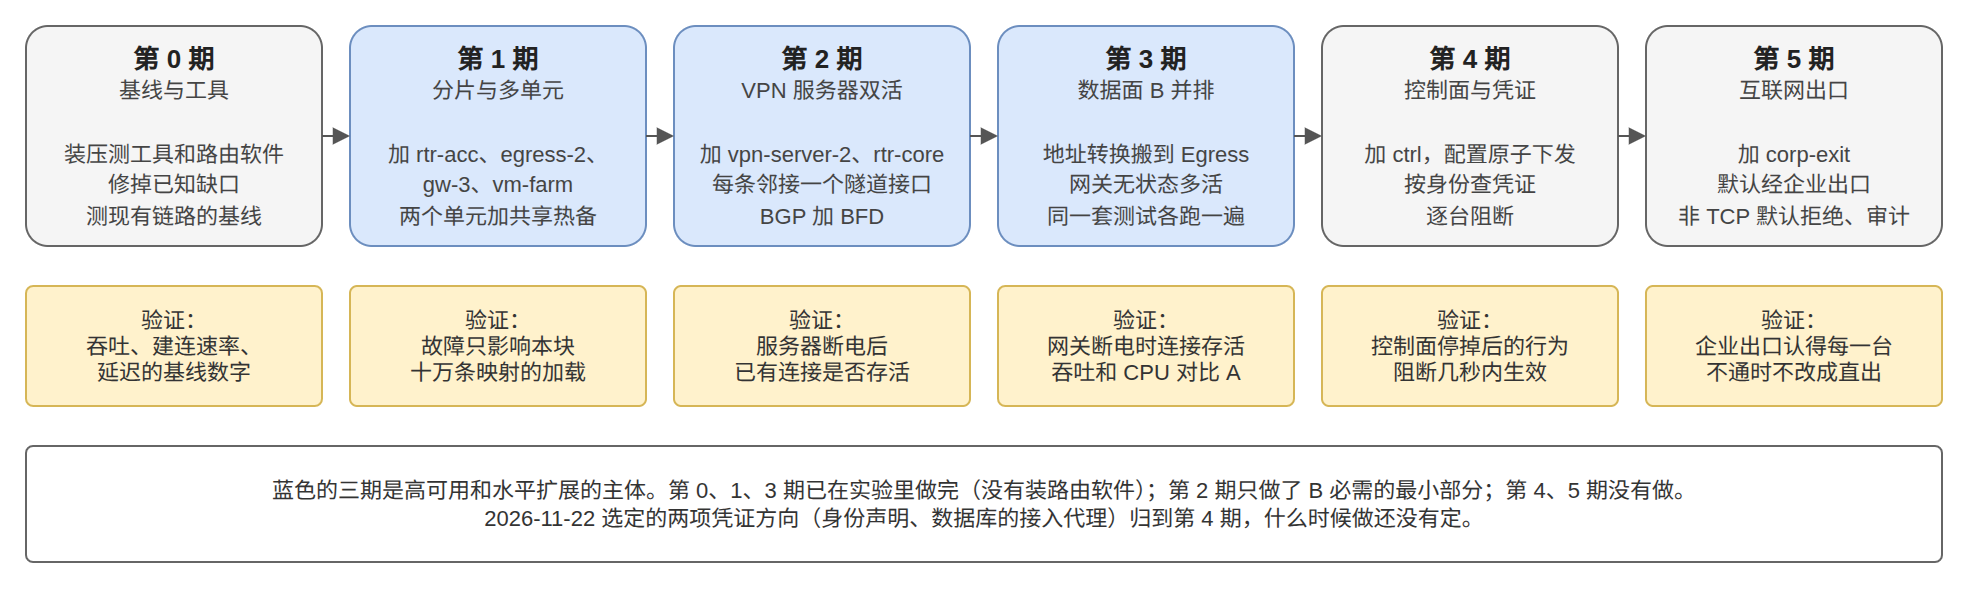 第 0 期
基线与工具
装压测工具和路由软件
修掉已知缺口
测现有链路的基线
第 1 期
分片与多单元
加 rtr-acc、egress-2、
gw-3、vm-farm
两个单元加共享热备
第 2 期
VPN 服务器双活
加 vpn-server-2、rtr-core
每条邻接一个隧道接口
BGP 加 BFD
第 3 期
数据面 B 并排
地址转换搬到 Egress
网关无状态多活
同一套测试各跑一遍
第 4 期
控制面与凭证
加 ctrl，配置原子下发
按身份查凭证
逐台阻断
第 5 期
互联网出口
加 corp-exit
默认经企业出口
非 TCP 默认拒绝、审计
验证：
吞吐、建连速率、
延迟的基线数字
验证：
故障只影响本块
十万条映射的加载
验证：
服务器断电后
已有连接是否存活
验证：
网关断电时连接存活
吞吐和 CPU 对比 A
验证：
控制面停掉后的行为
阻断几秒内生效
验证：
企业出口认得每一台
不通时不改成直出
蓝色的三期是高可用和水平扩展的主体。第 0、1、3 期已在实验里做完（没有装路由软件）；第 2 期只做了 B 必需的最小部分；第 4、5 期没有做。
2026-11-22 选定的两项凭证方向（身份声明、数据库的接入代理）归到第 4 期，什么时候做还没有定。